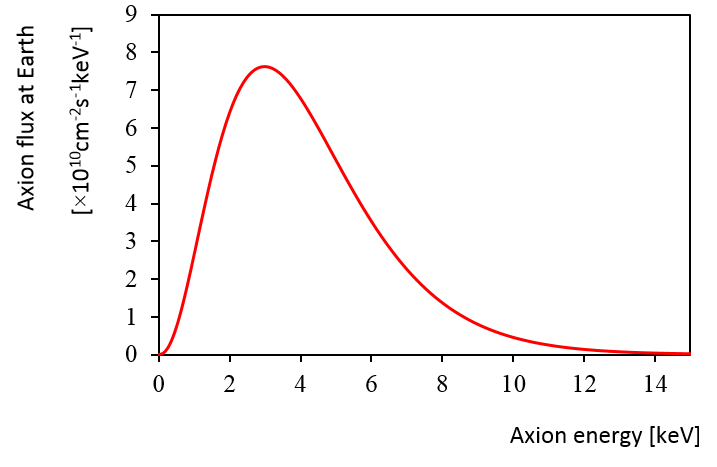 Axion flux at Earth
[×10¹⁰cm⁻²s⁻¹keV⁻¹]
9
8
7
6
5
4
3
2
1
0
0 2 4 6 8 10 12 14
Axion energy [keV]